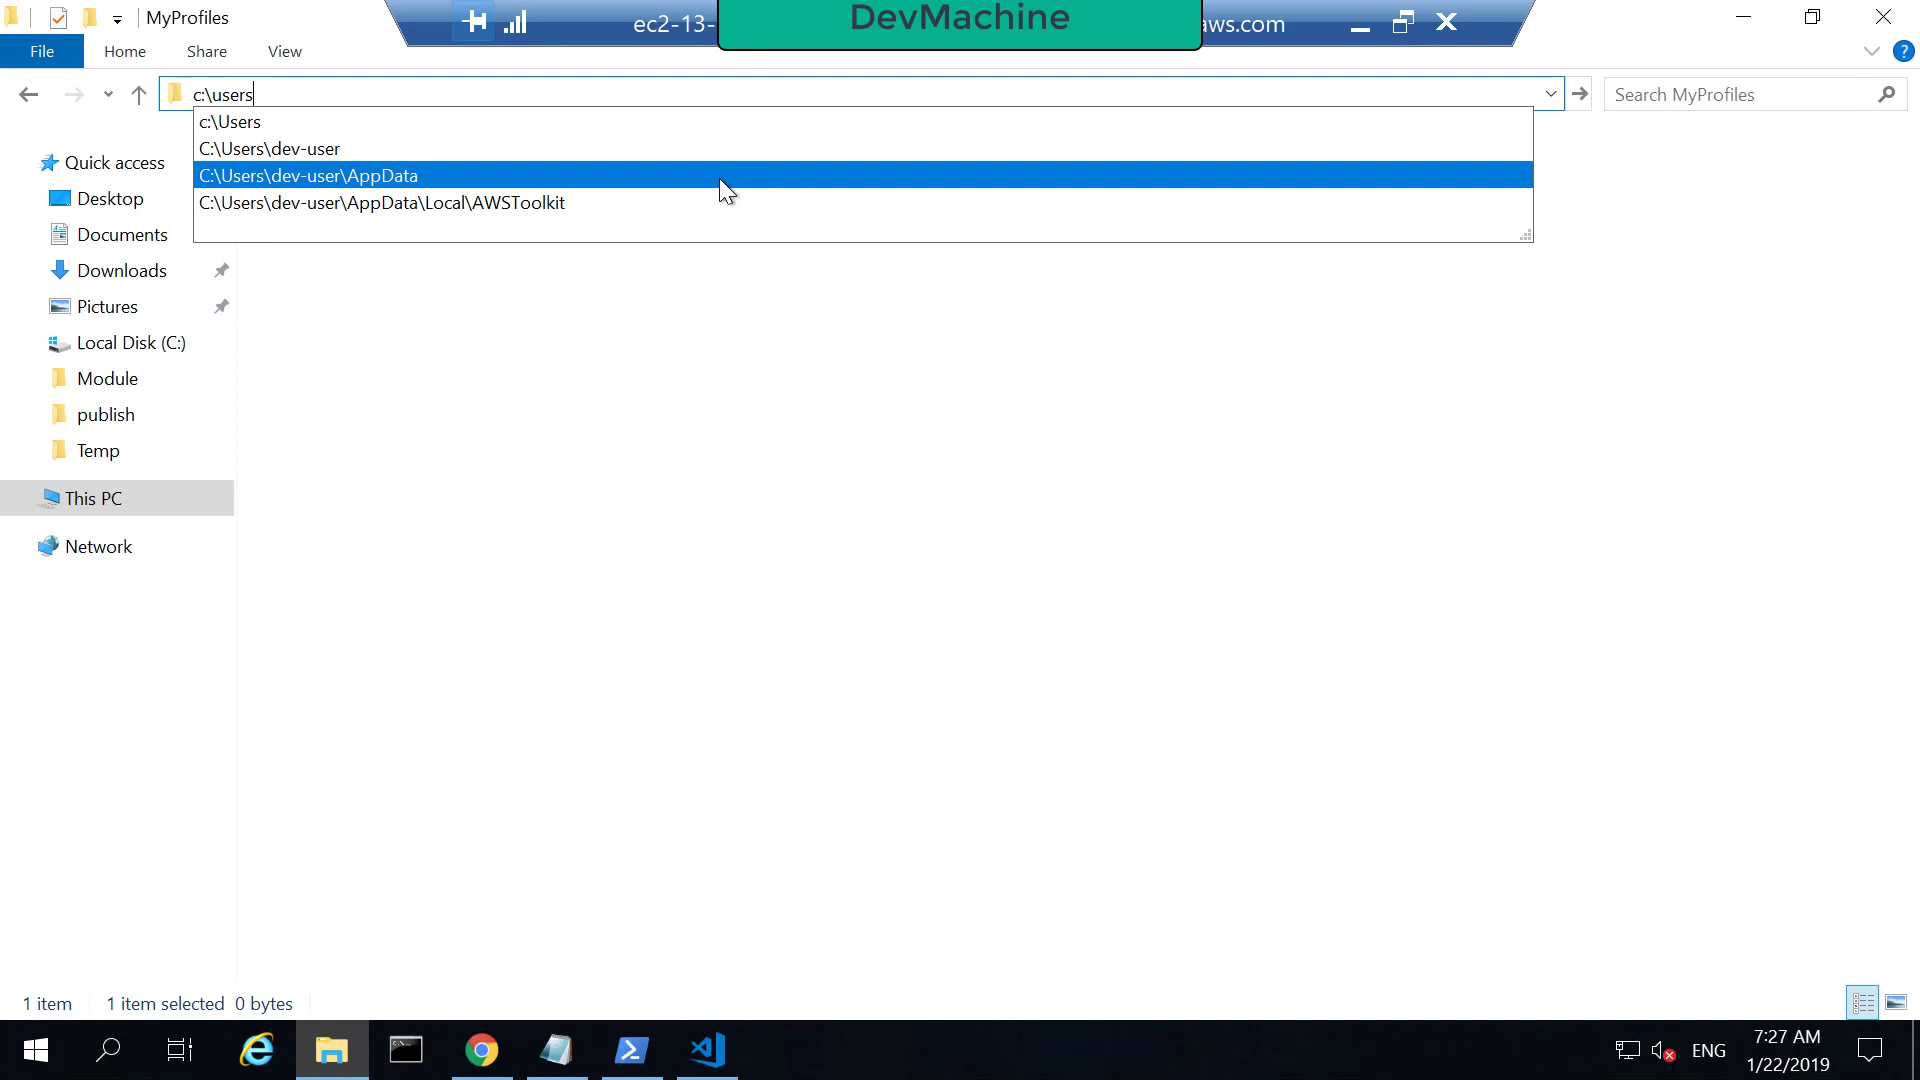 MyProfiles
ec2-13-
DevMachine
aws.com
File
Home
Share
View
c:\users
Search MyProfiles
c:\Users
C:\Users\dev-user
C:\Users\dev-user\AppData
C:\Users\dev-user\AppData\Local\AWSToolkit
Quick access
Desktop
Documents
Downloads
Pictures
Local Disk (C:)
Module
publish
Temp
This PC
Network
1 item
1 item selected 0 bytes
ENG
7:27 AM
1/22/2019